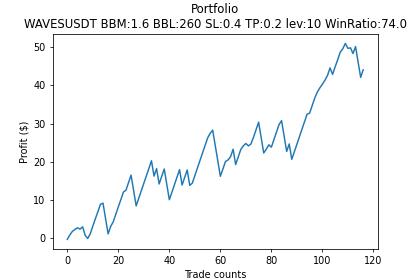 Portfolio
WAVESUSDT BBM:1.6 BBL:260 SL:0.4 TP:0.2 lev:10 WinRatio:74.0
50
40
30
20
10
0
Profit ($)
0 20 40 60 80 100 120
Trade counts